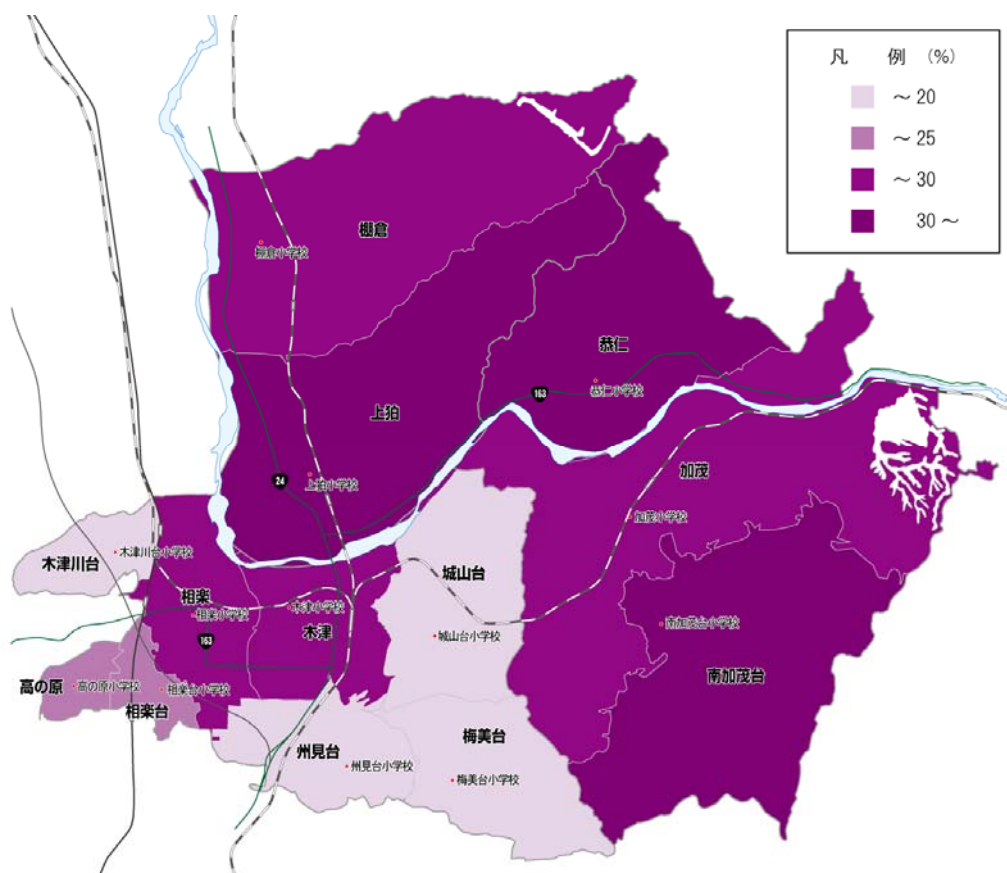 凡 例 (%)
～20
～25
～30
30～
棚倉
棚倉小学校
恭仁
恭仁小学校
163
上狛
上狛小学校
24
加茂
加茂小学校
木津川台
木津川台小学校
城山台
城山台小学校
相楽
相楽小学校
木津小学校
木津
163
南加茂台小学校
南加茂台
高の原
高の原小学校
相楽台小学校
相楽台
州見台
州見台小学校
梅美台
梅美台小学校